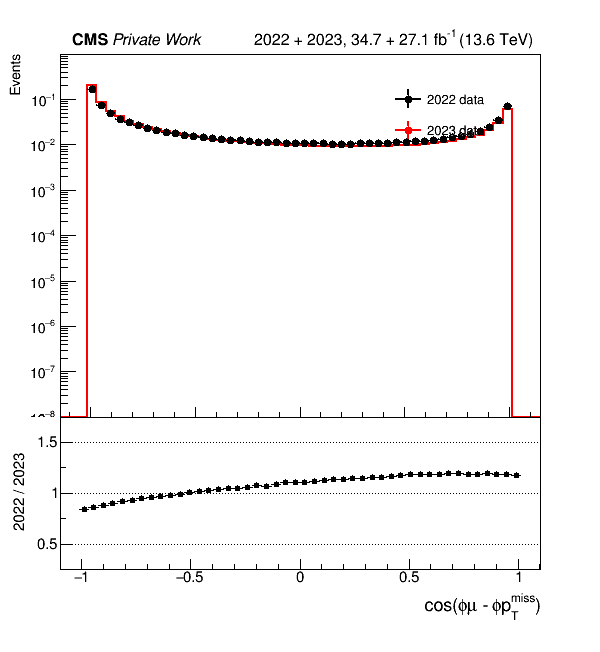 CMS Private Work 2022 + 2023, 34.7 + 27.1 fb⁻¹ (13.6 TeV)
Events
2022 data
2023 data
10⁻¹
10⁻²
10⁻³
10⁻⁴
10⁻⁵
10⁻⁶
10⁻⁷
10⁻⁸
2022 / 2023
1.5
1
0.5
−1 −0.5 0 0.5 1
cos(ϕμ - ϕp_T^miss)